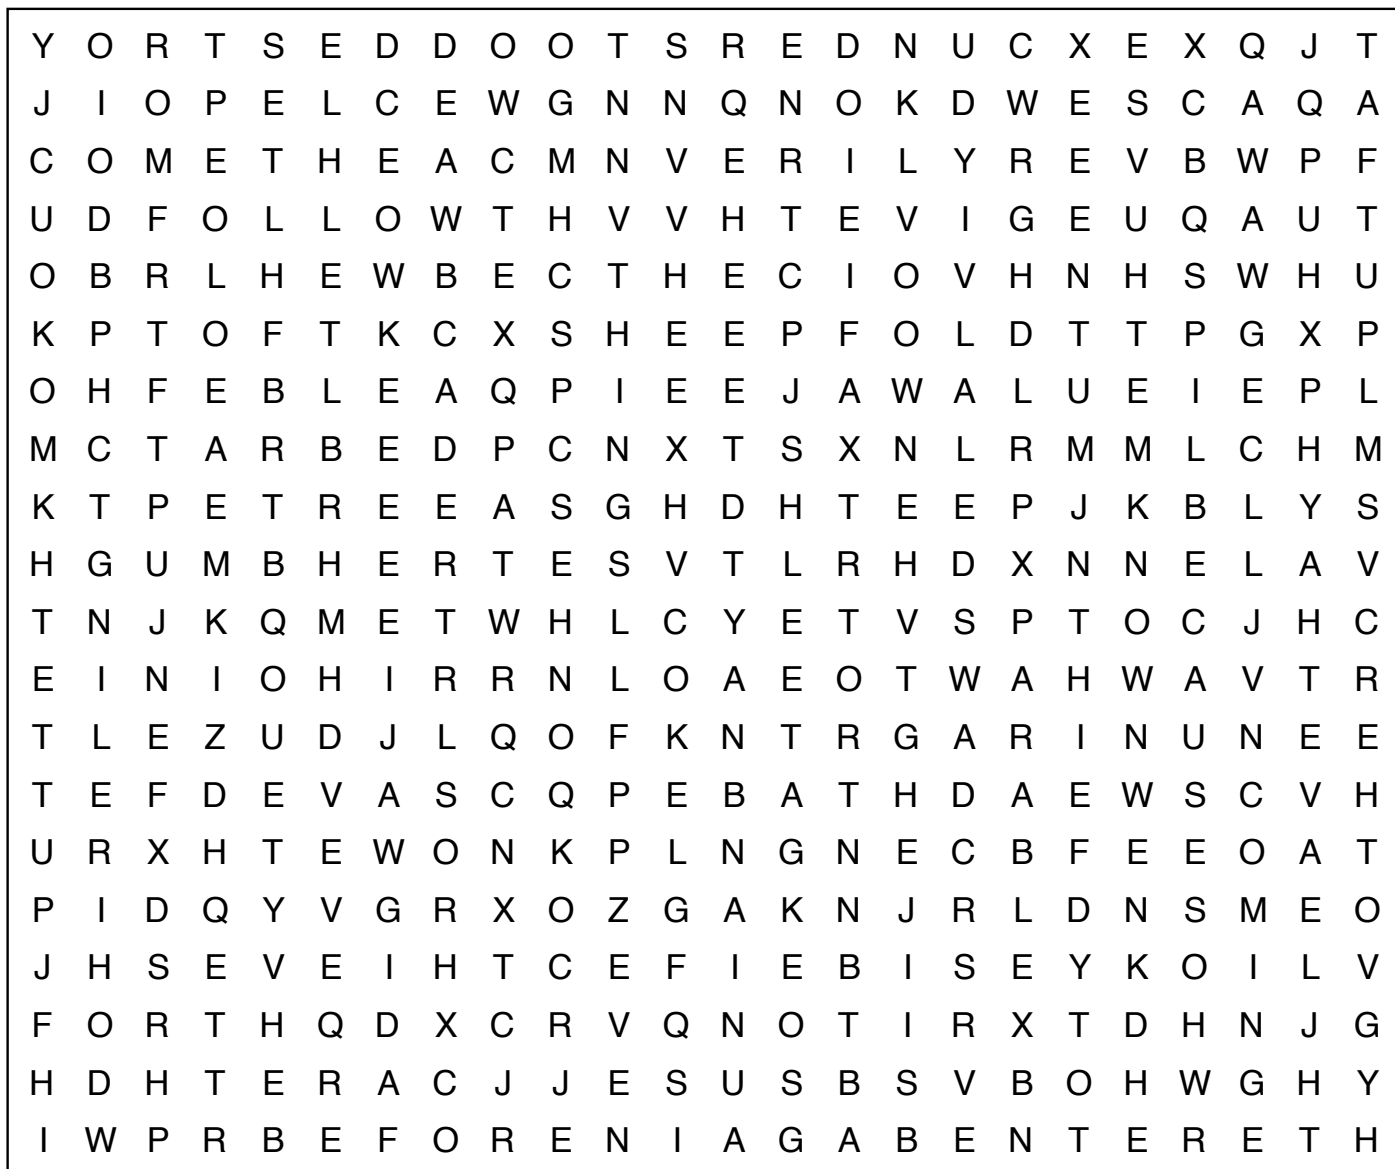 Y O R T S E D D O O T S R E D N U C X E X Q J T
J I O P E L C E W G N N Q N O K D W E S C A Q A
C O M E T H E A C M N V E R I L Y R E V B W P F
U D F O L L O W T H V V H T E V I G E U Q A U T
O B R L H E W B E C T H E C I O V H N H S W H U
K P T O F T K C X S H E E P F O L D T T P G X P
O H F E B L E A Q P I E E J A W A L U E I E P L
M C T A R B E D P C N X T S X N L R M M L C H M
K T P E T R E E A S G H D H T E E P J K B L Y S
H G U M B H E R T E S V T L R H D X N N E L A V
T N J K Q M E T W H L C Y E T V S P T O C J H C
E I N I O H I R R N L O A E O T W A H W A V T R
T L E Z U D J L Q O F K N T R G A R I N U N E E
T E F D E V A S C Q P E B A T H D A E W S C V H
U R X H T E W O N K P L N G N E C B F E E O A T
P I D Q Y V G R X O Z G A K N J R L D N S M E O
J H S E V E I H T C E F I E B I S E Y K O I L V
F O R T H Q D X C R V Q N O T I R X T D H N J G
H D H T E R A C J J E S U S B S V B O H W G H Y
I W P R B E F O R E N I A G A B E N T E R E T H